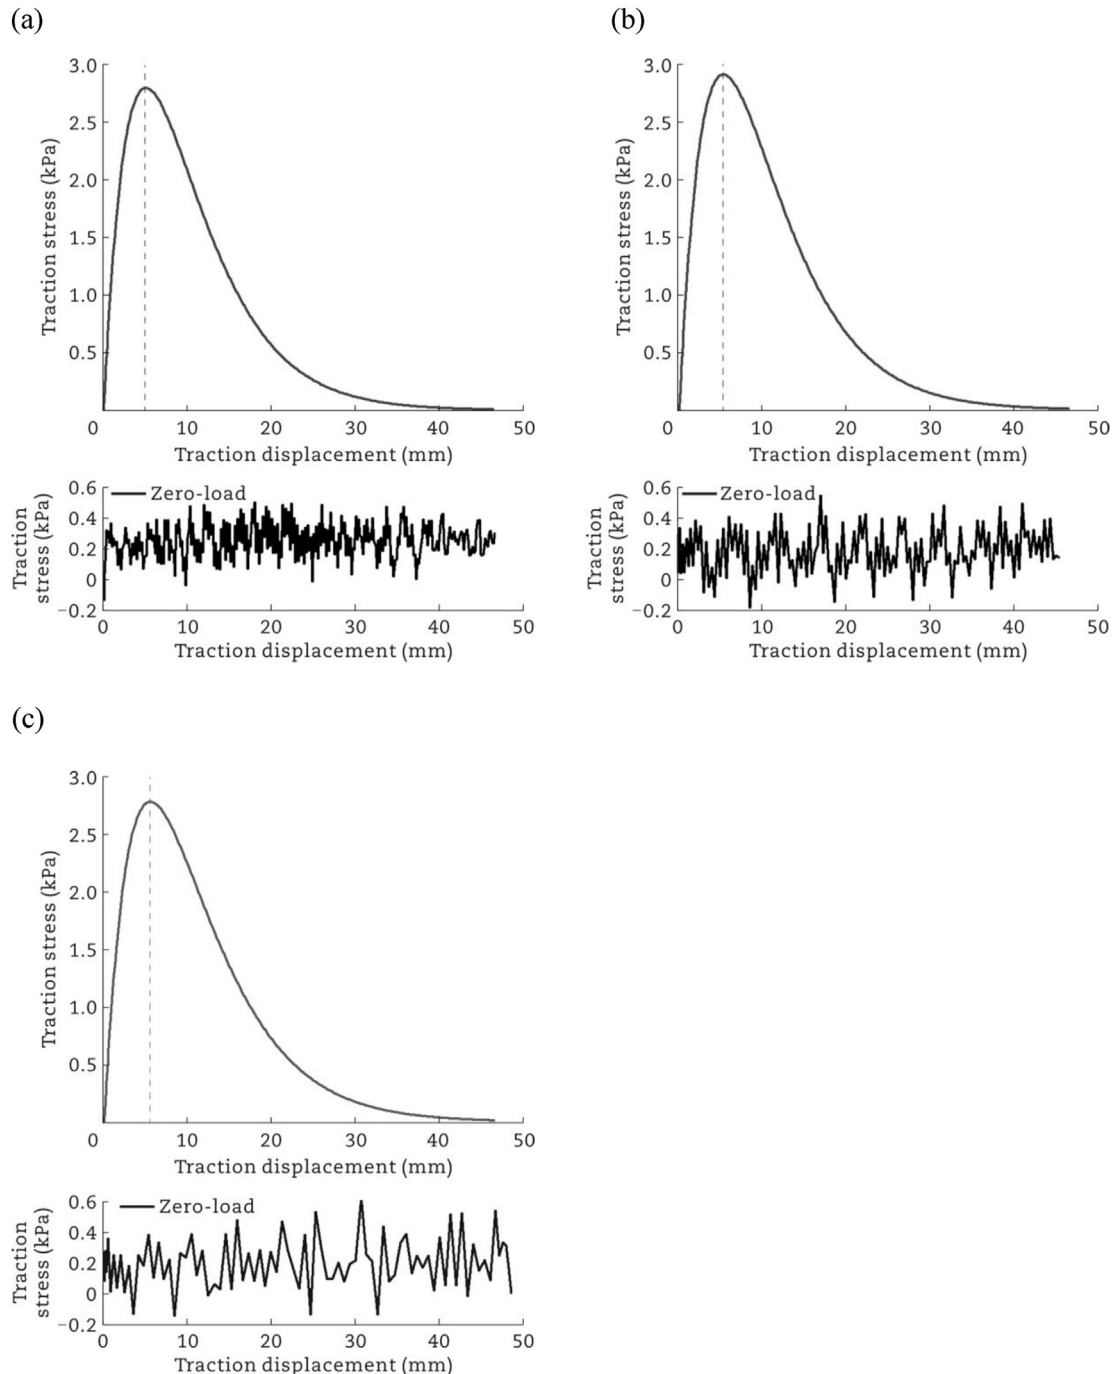 (a)
3.0
2.5
2.0
1.5
1.0
0.5
0 10 20 30 40 50
Traction stress (kPa)
Traction displacement (mm)
0.6
0.4
0.2
0
−0.2
Zero-load
Traction
stress (kPa)
0 10 20 30 40 50
Traction displacement (mm)
(b)
3.0
2.5
2.0
1.5
1.0
0.5
0 10 20 30 40 50
Traction stress (kPa)
Traction displacement (mm)
0.6
0.4
0.2
0
−0.2
Zero-load
Traction
stress (kPa)
0 10 20 30 40 50
Traction displacement (mm)
(c)
3.0
2.5
2.0
1.5
1.0
0.5
0 10 20 30 40 50
Traction stress (kPa)
Traction displacement (mm)
0.6
0.4
0.2
0
−0.2
Zero-load
Traction
stress (kPa)
0 10 20 30 40 50
Traction displacement (mm)